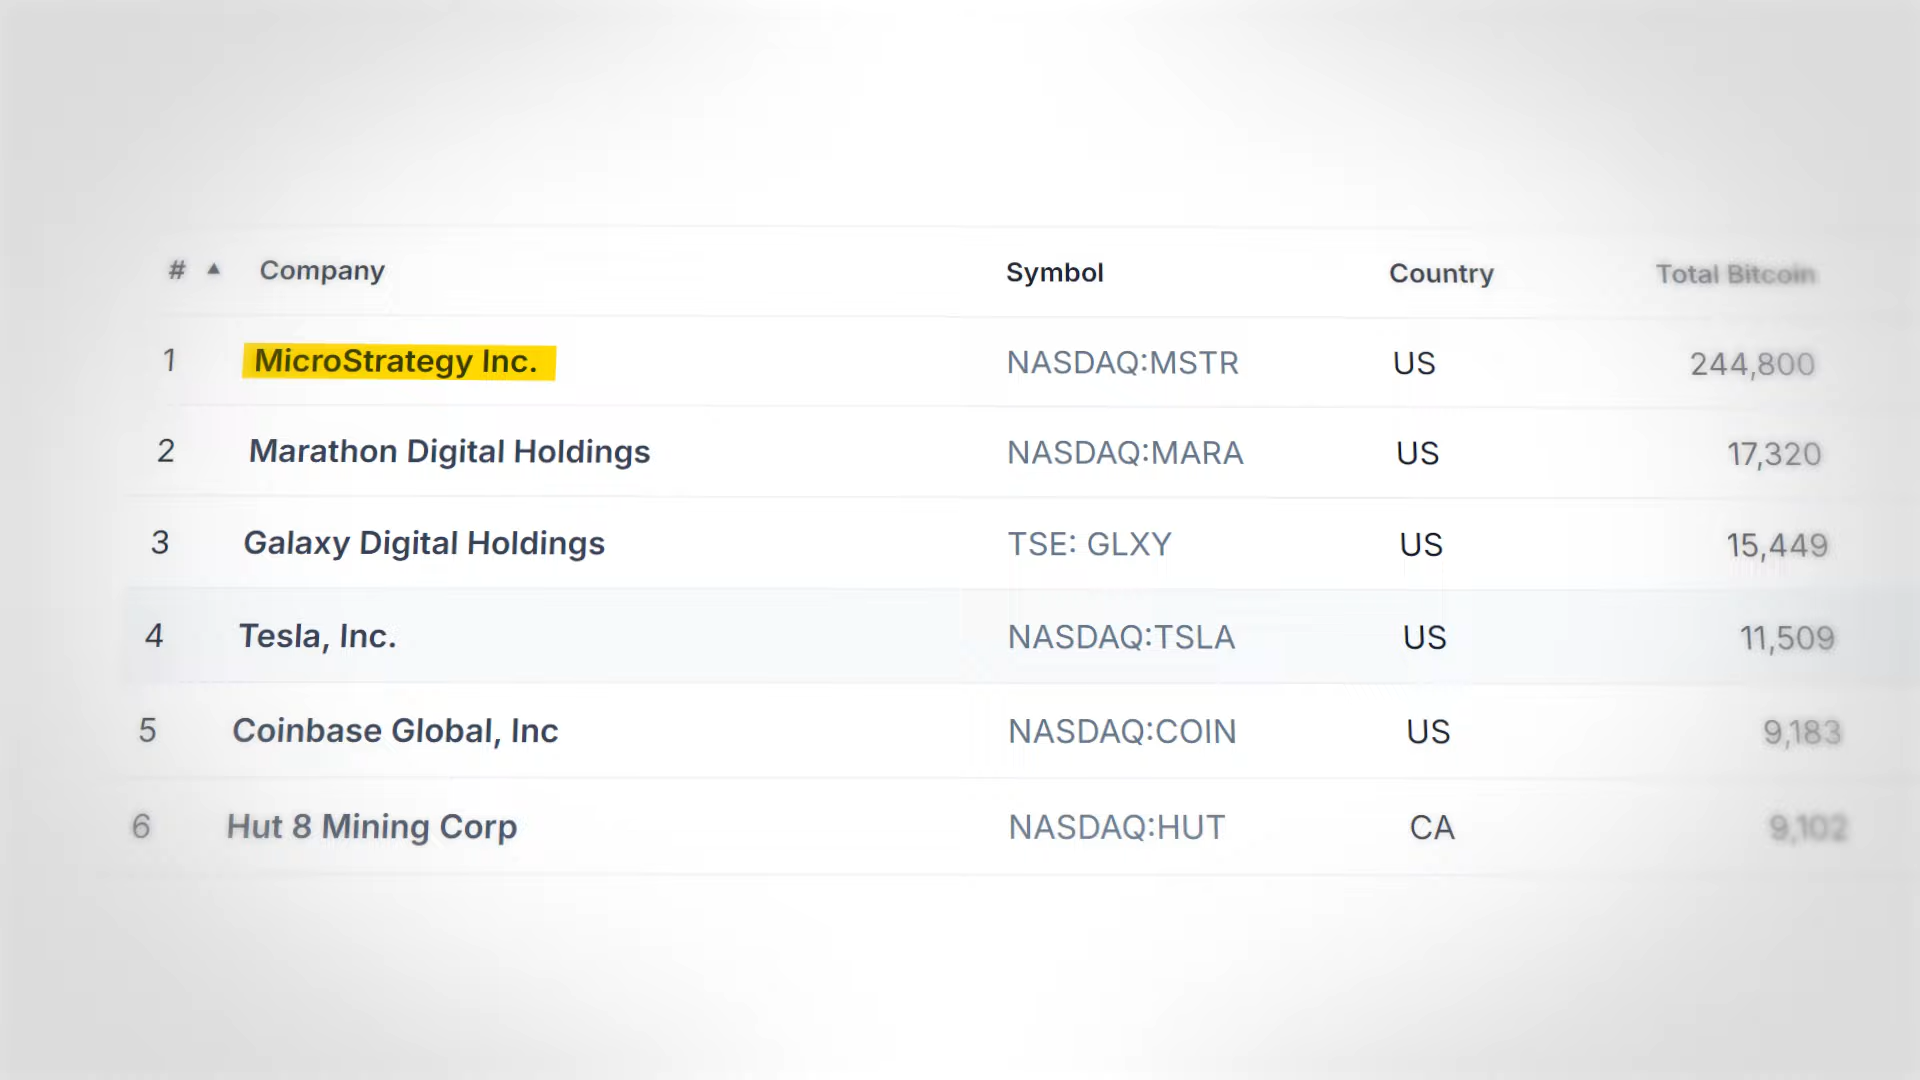 # ▲ Company Symbol Country Total Bitcoin
1 MicroStrategy Inc. NASDAQ:MSTR US 244,800
2 Marathon Digital Holdings NASDAQ:MARA US 17,320
3 Galaxy Digital Holdings TSE: GLXY US 15,449
4 Tesla, Inc. NASDAQ:TSLA US 11,509
5 Coinbase Global, Inc NASDAQ:COIN US 9,183
6 Hut 8 Mining Corp NASDAQ:HUT CA 9,102